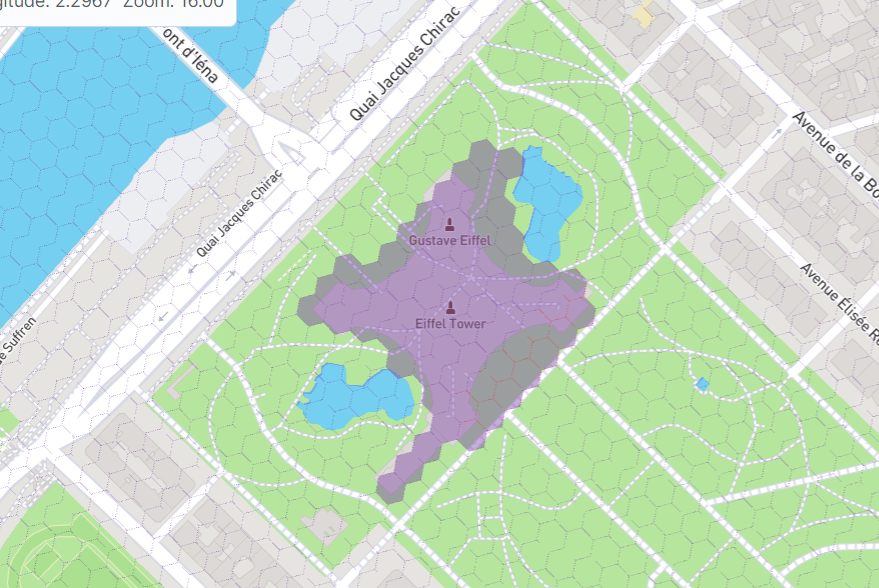 gitude: 2.2967 Zoom: 16.00
ont d'Iéna
Quai Jacques Chirac
Quai Jacques Chirac
Avenue de la Bo
Gustave Eiffel
Avenue Élisée R
Eiffel Tower
e Suffren